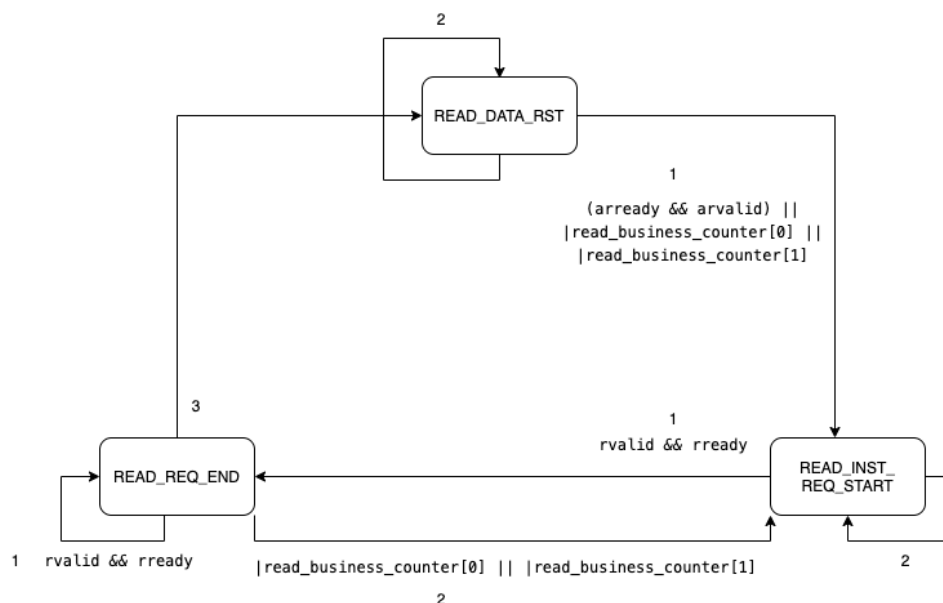 2
READ_DATA_RST
1
(arready && arvalid) ||
|read_business_counter[0] ||
|read_business_counter[1]
3
1
rvalid && rready
READ_REQ_END
READ_INST_
REQ_START
1 rvalid && rready
|read_business_counter[0] || |read_business_counter[1]
2
2